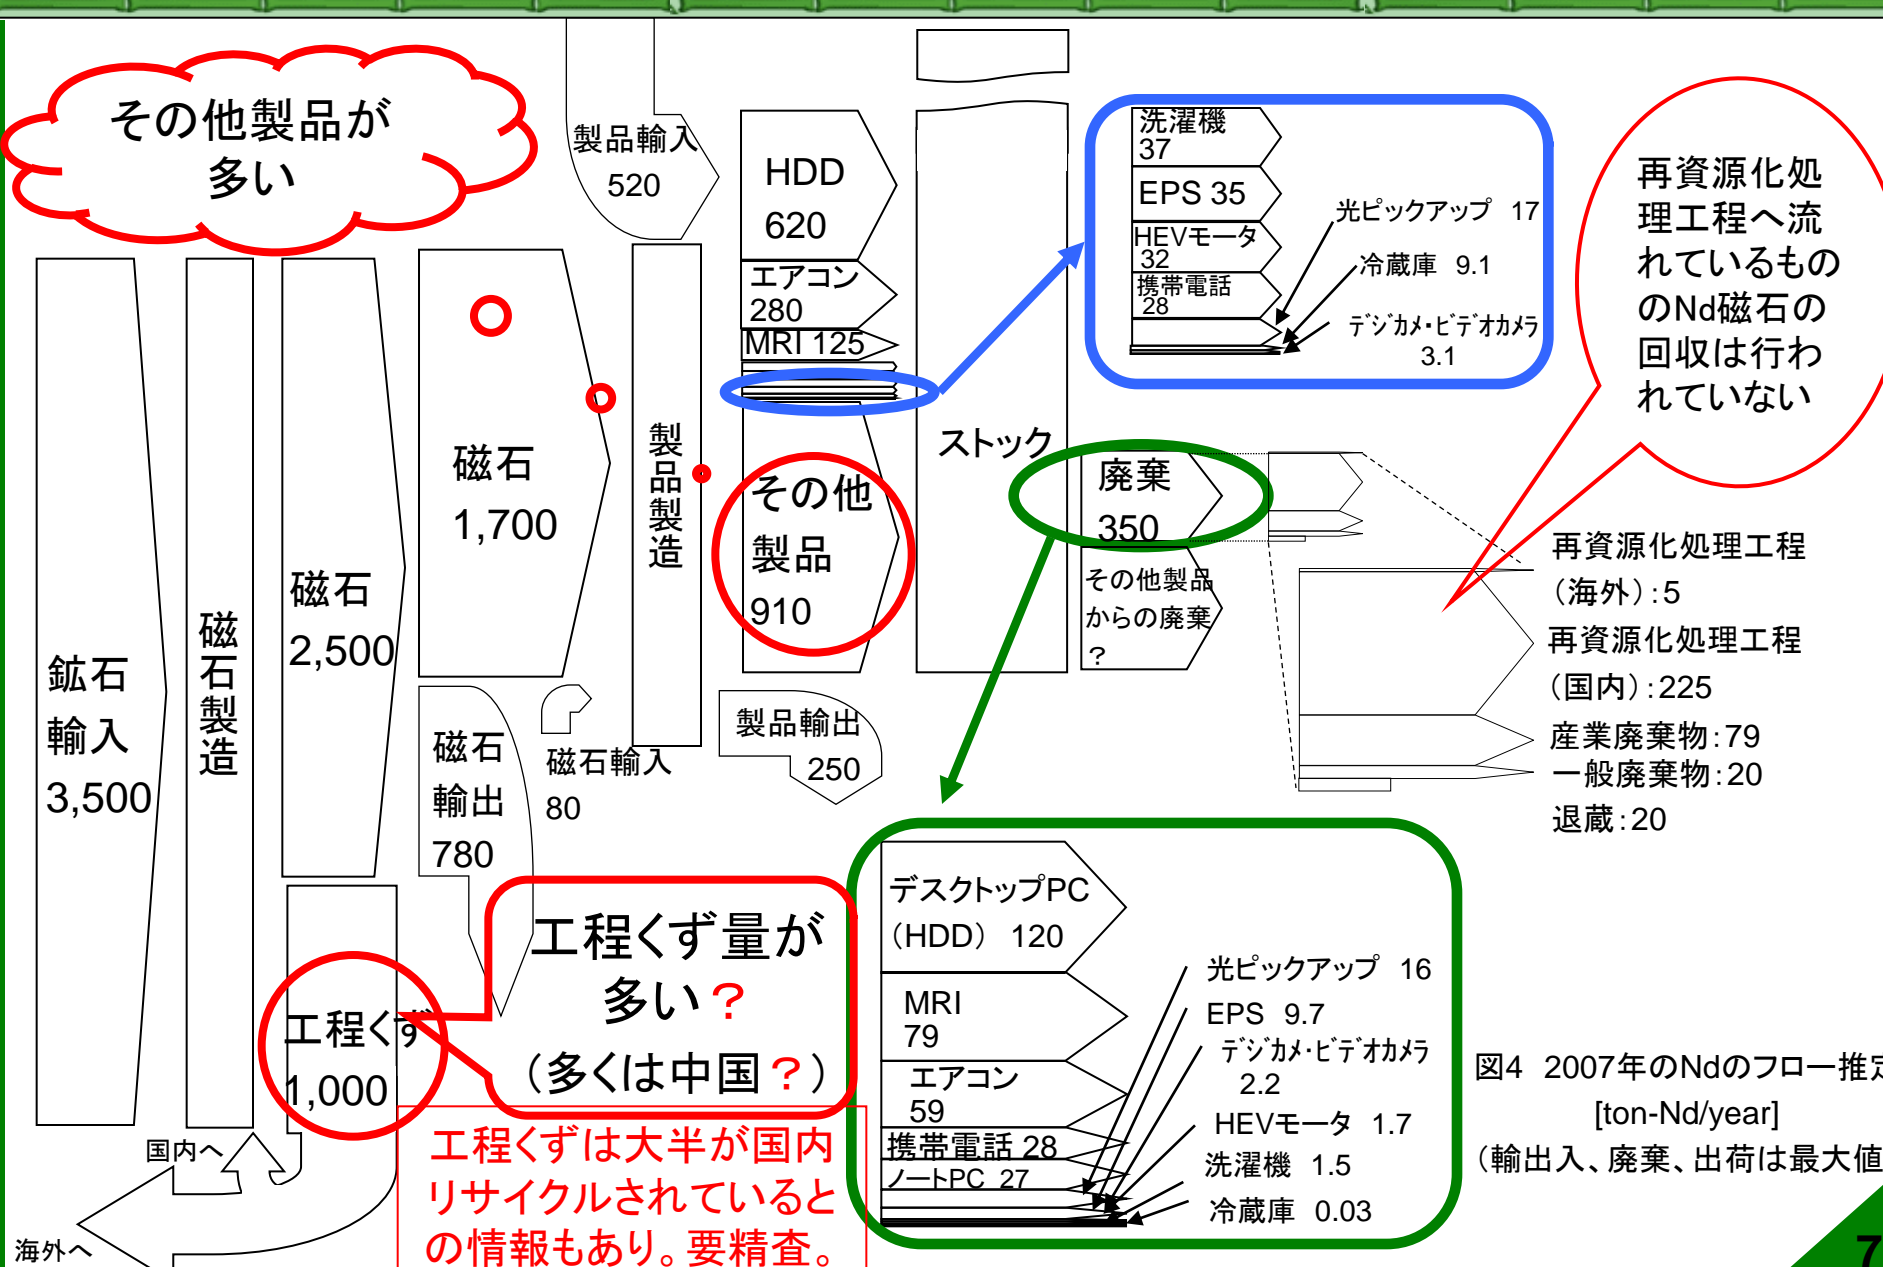 その他製品が
多い
製品輸入
520
HDD
620
エアコン
280
MRI 125
その他
製品
910
ストック
洗濯機
37
EPS 35
HEVモータ
32
携帯電話
28
光ピックアップ 17
冷蔵庫 9.1
デジカメ・ビデオカメラ
3.1
再資源化処
理工程へ流
れているもの
のNd磁石の
回収は行わ
れていない
鉱石
輸入
3,500
磁石製造
磁石
2,500
磁石
1,700
製品製造
磁石
輸出
780
磁石輸入
80
製品輸出
250
廃棄
350
その他製品
からの廃棄
?
再資源化処理工程
(海外):5
再資源化処理工程
(国内):225
産業廃棄物:79
一般廃棄物:20
退蔵:20
工程くず
1,000
工程くず量が
多い?
(多くは中国?)
工程くずは大半が国内
リサイクルされていると
の情報もあり。要精査。
国内へ
海外へ
デスクトップPC
(HDD) 120
MRI
79
エアコン
59
携帯電話 28
ノートPC 27
光ピックアップ 16
EPS 9.7
デジカメ・ビデオカメラ
2.2
HEVモータ 1.7
洗濯機 1.5
冷蔵庫 0.03
図4 2007年のNdのフロー推定
[ton-Nd/year]
(輸出入、廃棄、出荷は最大値
7